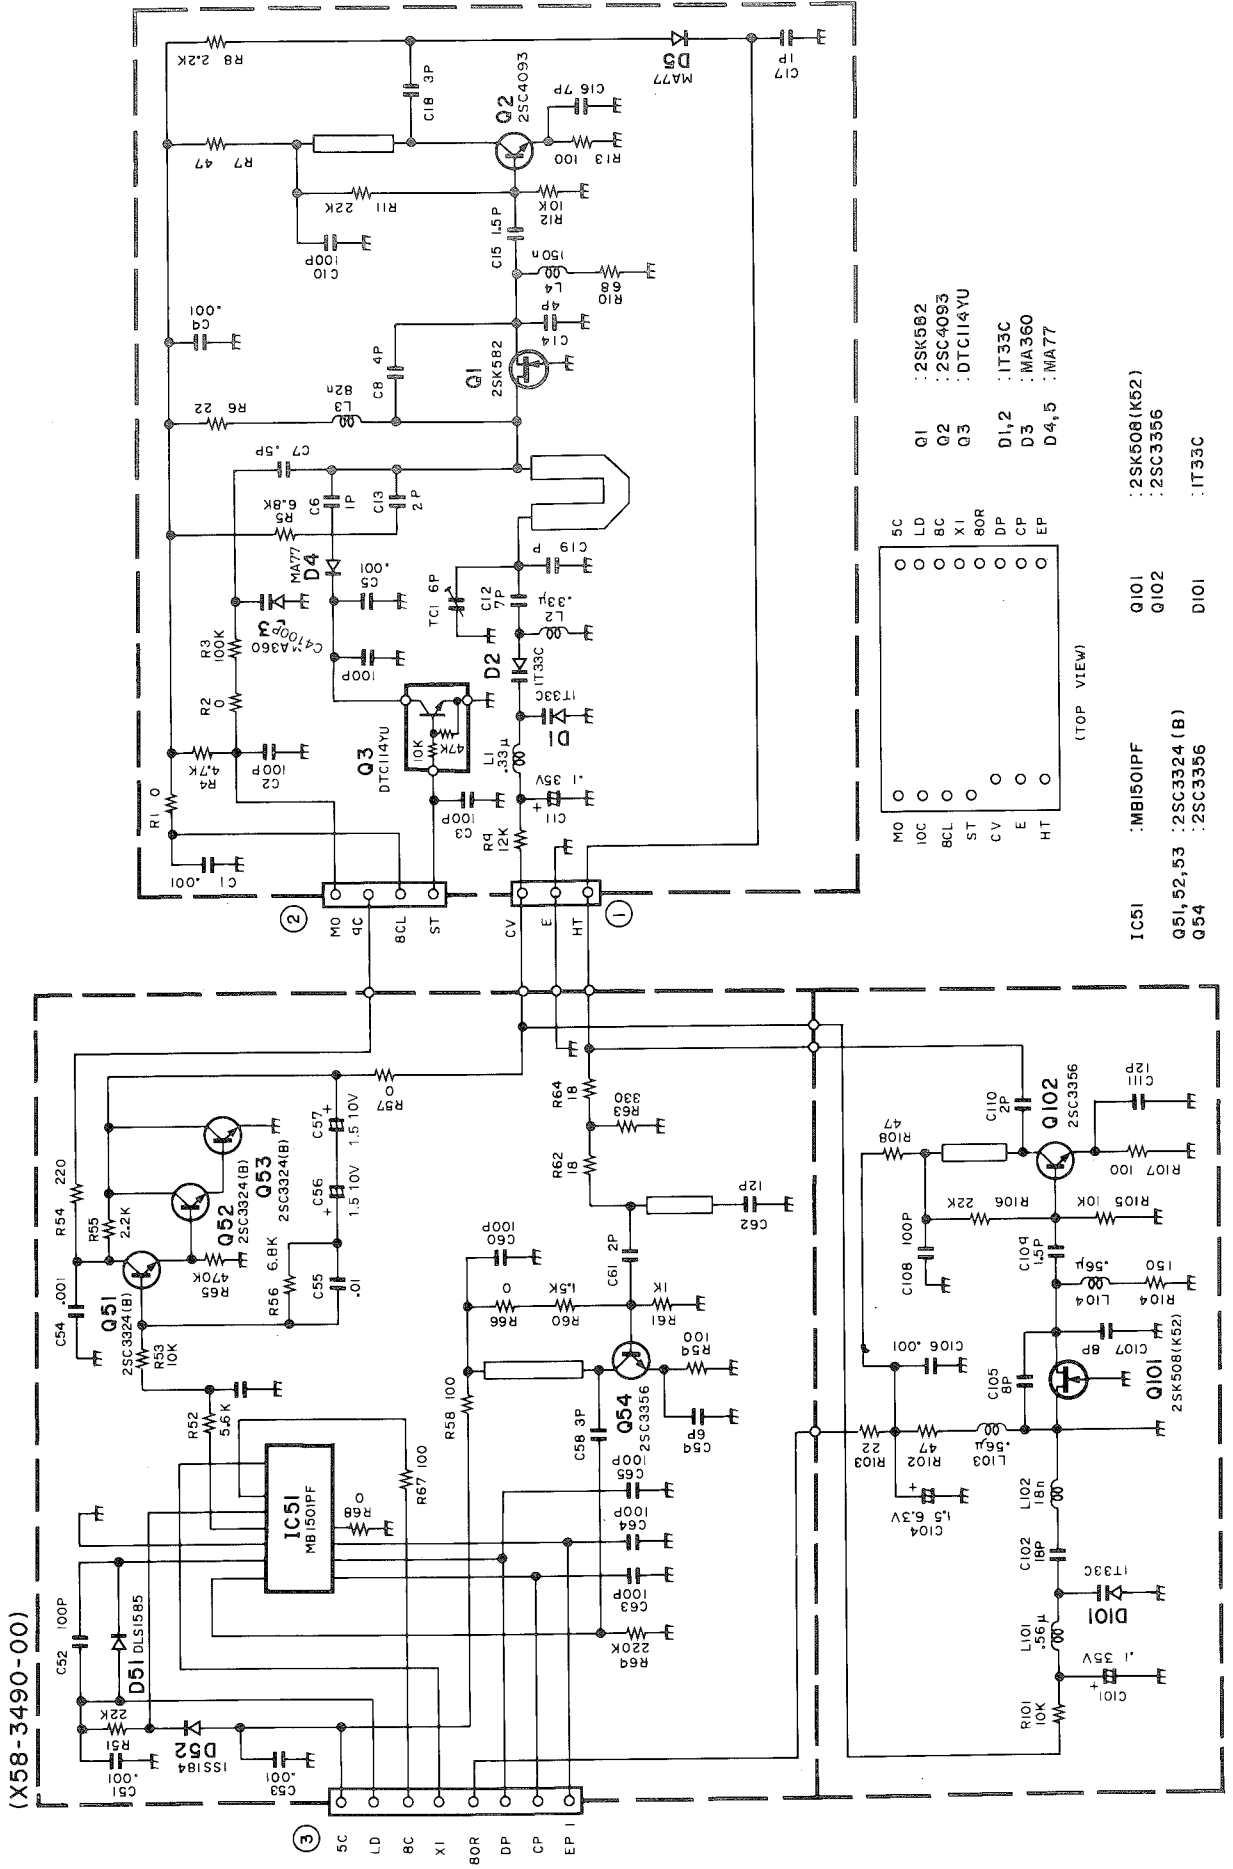 (X58-3490-00)
C51
.001
R51
22K
C52
100P
D51
DLS1585
D52
1SS184
C53
.001
IC51
MB1501PF
R52
5.6K
R53
10K
R68
0
R67 100
C54
.001
Q51
2SC3324(B)
R54
220
R55
2.2K
Q52
2SC3324(B)
R65
470K
Q53
2SC3324(B)
R56
6.8K
C55
.01
C56
1.5 10V
C57
1.5 10V
R57
0
R58 100
C58 3P
Q54
2SC3356
C59
6P
R59
100
R66
0
R60
1.5K
R61
1K
C60
100P
C61
2P
R62
18
R63
330
R64
18
C62
12P
C63
100P
C64
100P
C65
100P
R69
220K
3
5C
LD
8C
X1
80R
DP
CP
EP 1
R101
10K
C101
.1 35V
L101
.56µ
D101
1T33C
C102
18P
L102
18n
R103
22
C104
1.5 6.3V
R102
47
L103
.56µ
C105
8P
C106 .001
Q101
2SK508(K52)
C107
8P
L104
.56µ
R104
150
C108
100P
C109
1.5P
R105
10K
R106
22K
R108
47
C110
2P
Q102
2SC3356
R107
100
C111
12P
2
MO
9C
8CL
ST
1
CV
E
HT
C1
.001
R1 0
R4
4.7K
C2
100P
R2
0
R3
100K
Q3
DTC114YU
10K
47K
C3
100P
R9
12K
C11
.1 35V
L1
.33µ
D1
1T33C
D2
1T33C
L2
.33µ
C12
7P
TC1 6P
C19
P
100P
C5
.001
C4 100P
MA360
D4
MA77
R5
6.8K
C6
1P
C7 .5P
C13
2P
R6
22
L3
82n
C8
4P
C9
.001
Q1
2SK582
C14
4P
L4
150n
R10
68
C15
1.5P
C10
100P
R11
22K
R12
10K
R7
47
Q2
2SC4093
R13
100
C16 7P
C18
3P
R8 2.2K
D5
MA77
C17
1P
MO
10C
8CL
ST
CV
E
HT
5C
LD
8C
X1
80R
DP
CP
EP
(TOP VIEW)
Q1 :2SK582
Q2 :2SC4093
Q3 :DTC114YU
D1,2 :1T33C
D3 :MA360
D4,5 :MA77
IC51 :MB1501PF
Q51,52,53 :2SC3324(B)
Q54 :2SC3356
Q101 :2SK508(K52)
Q102 :2SC3356
D101 :1T33C